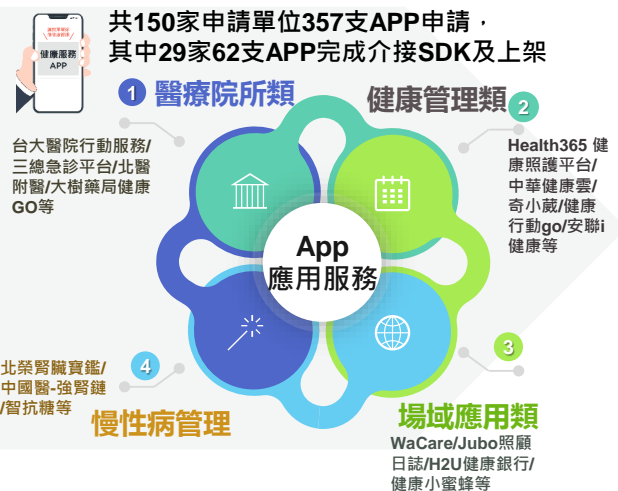 共150家申請單位357支APP申請，
其中29家62支APP完成介接SDK及上架
健康服務
APP
1 醫療院所類
健康管理類 2
台大醫院行動服務/
三總急診平台/北醫
附醫/大樹藥局健康
GO等
Health365 健
康照護平台/
中華健康雲/
奇小葳/健康
行動go/安聯i
健康等
App
應用服務
北榮腎臟寶鑑/
中國醫-強腎鏈
/智抗糖等
4
慢性病管理
3
場域應用類
WaCare/Jubo照顧
日誌/H2U健康銀行/
健康小蜜蜂等